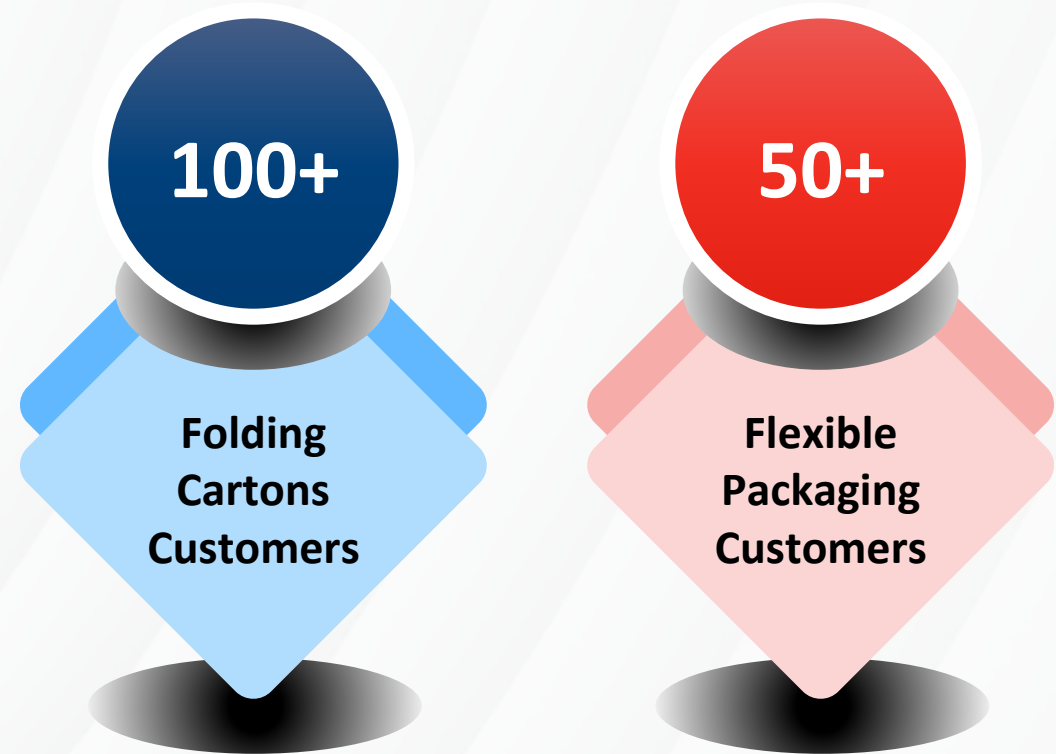 100+
Folding
Cartons
Customers
50+
Flexible
Packaging
Customers